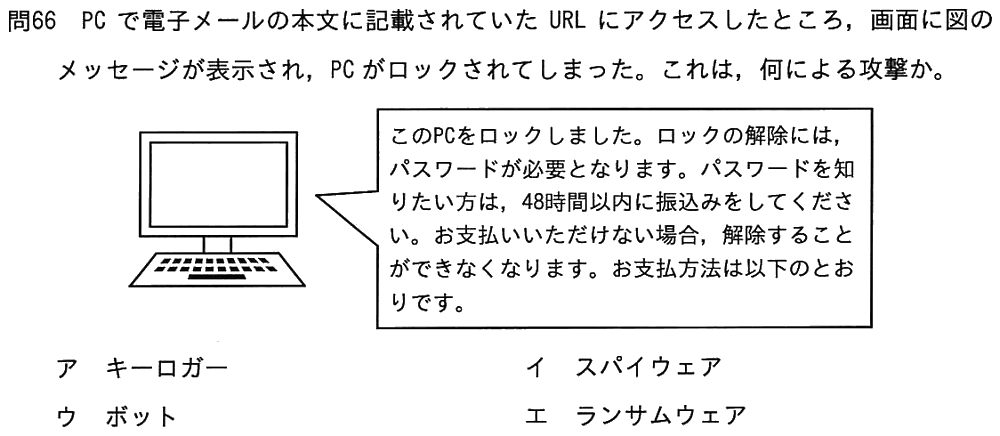 問66 PC で電子メールの本文に記載されていた URL にアクセスしたところ，画面に図の
メッセージが表示され，PC がロックされてしまった。これは，何による攻撃か。
このPCをロックしました。ロックの解除には，
パスワードが必要となります。パスワードを知
りたい方は，48時間以内に振込みをしてくださ
い。お支払いいただけない場合，解除すること
ができなくなります。お支払方法は以下のとお
りです。
ア キーロガー
イ スパイウェア
ウ ボット
エ ランサムウェア